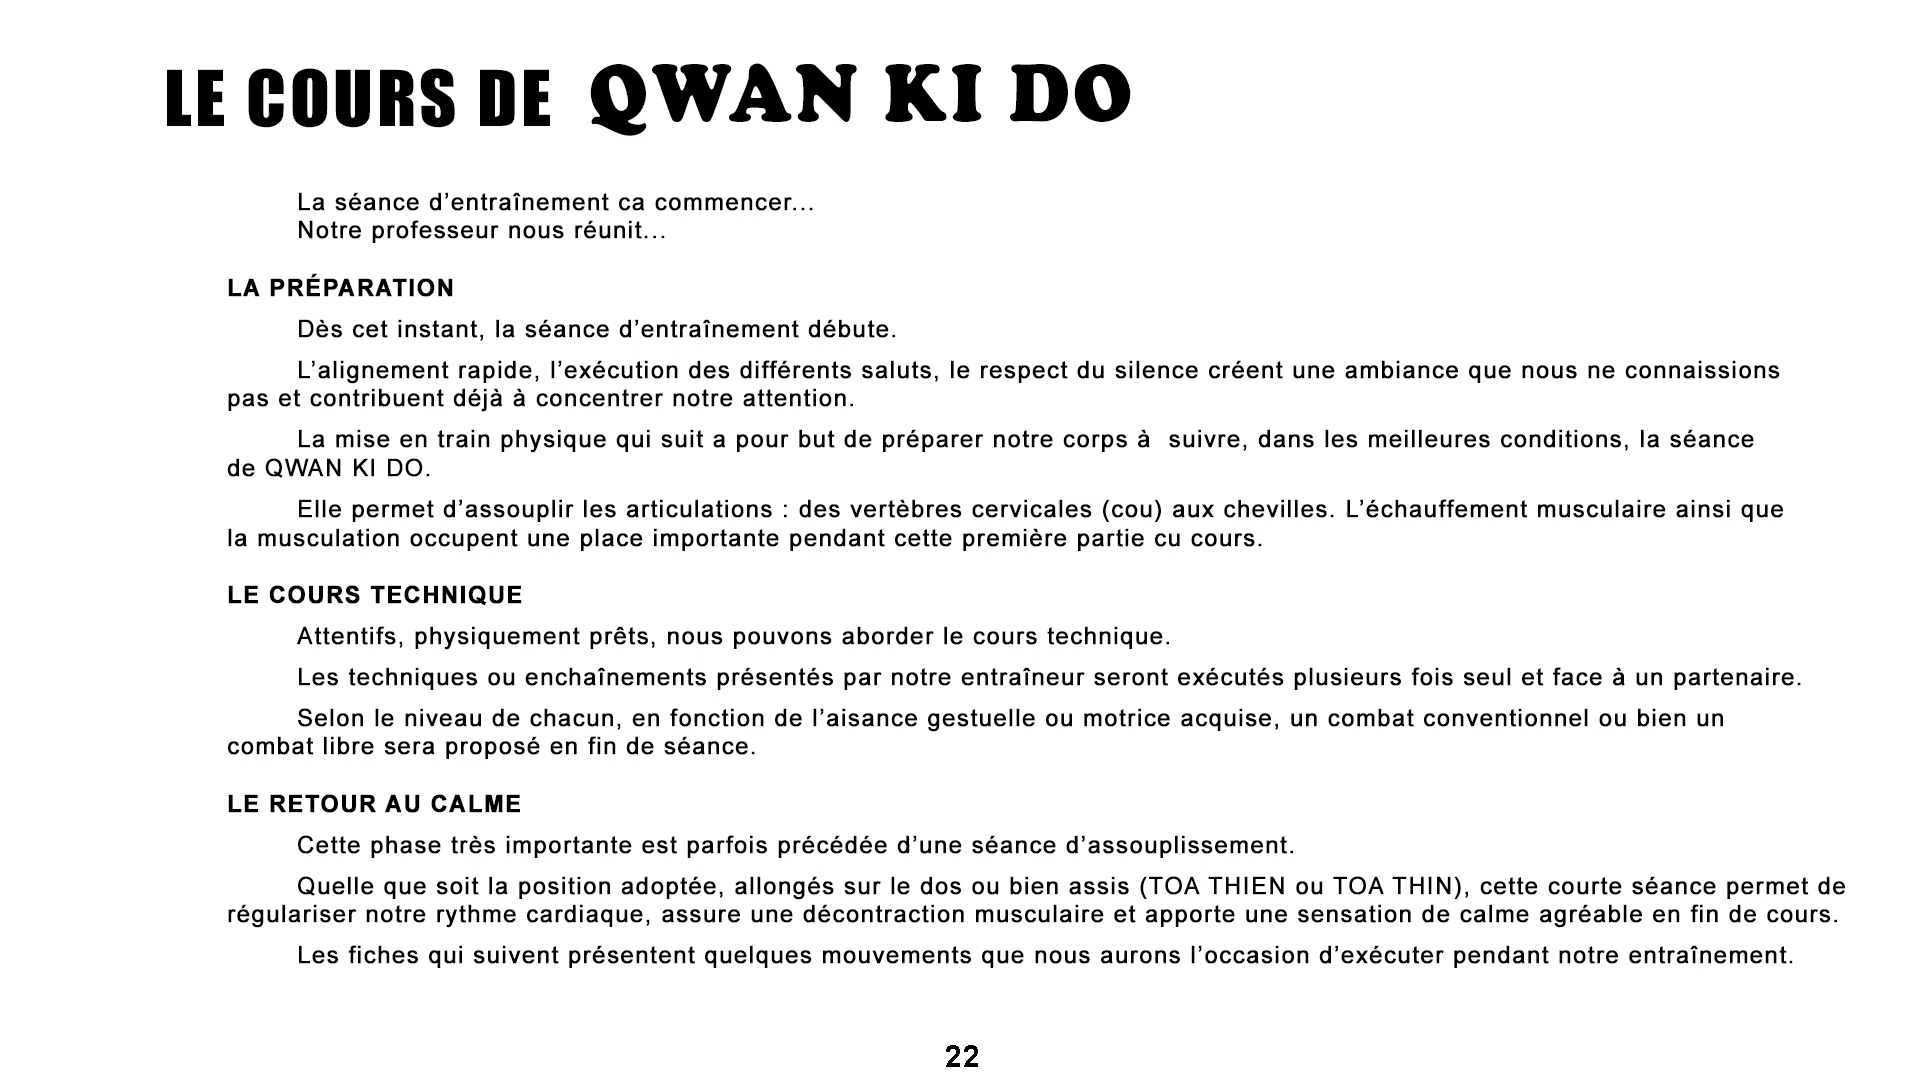 LE COURS DE QWAN KI DO
La séance d’entraînement ca commencer...
Notre professeur nous réunit...
LA PRÉPARATION
Dès cet instant, la séance d’entraînement débute.
L’alignement rapide, l’exécution des différents saluts, le respect du silence créent une ambiance que nous ne connaissions
pas et contribuent déjà à concentrer notre attention.
La mise en train physique qui suit a pour but de préparer notre corps à  suivre, dans les meilleures conditions, la séance
de QWAN KI DO.
Elle permet d’assouplir les articulations : des vertèbres cervicales (cou) aux chevilles. L’échauffement musculaire ainsi que
la musculation occupent une place importante pendant cette première partie cu cours.
LE COURS TECHNIQUE
Attentifs, physiquement prêts, nous pouvons aborder le cours technique.
Les techniques ou enchaînements présentés par notre entraîneur seront exécutés plusieurs fois seul et face à un partenaire.
Selon le niveau de chacun, en fonction de l’aisance gestuelle ou motrice acquise, un combat conventionnel ou bien un
combat libre sera proposé en fin de séance.
LE RETOUR AU CALME
Cette phase très importante est parfois précédée d’une séance d’assouplissement.
Quelle que soit la position adoptée, allongés sur le dos ou bien assis (TOA THIEN ou TOA THIN), cette courte séance permet de
régulariser notre rythme cardiaque, assure une décontraction musculaire et apporte une sensation de calme agréable en fin de cours.
Les fiches qui suivent présentent quelques mouvements que nous aurons l’occasion d’exécuter pendant notre entraînement.
22